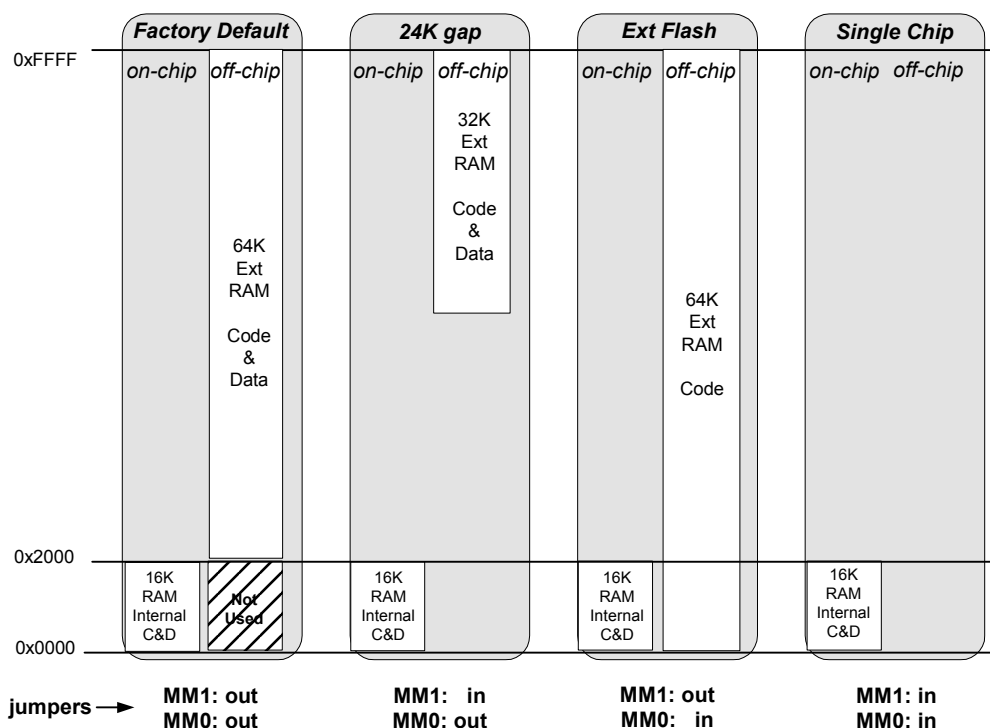 Factory Default
24K gap
Ext Flash
Single Chip
0xFFFF
on-chip off-chip
on-chip off-chip
on-chip off-chip
on-chip off-chip
64K
Ext
RAM
Code
&
Data
32K
Ext
RAM
Code
&
Data
64K
Ext
RAM
Code
0x2000
16K
RAM
Internal
C&D
Not
Used
16K
RAM
Internal
C&D
16K
RAM
Internal
C&D
16K
RAM
Internal
C&D
0x0000
jumpers
MM1: out
MM0: out
MM1: in
MM0: out
MM1: out
MM0: in
MM1: in
MM0: in